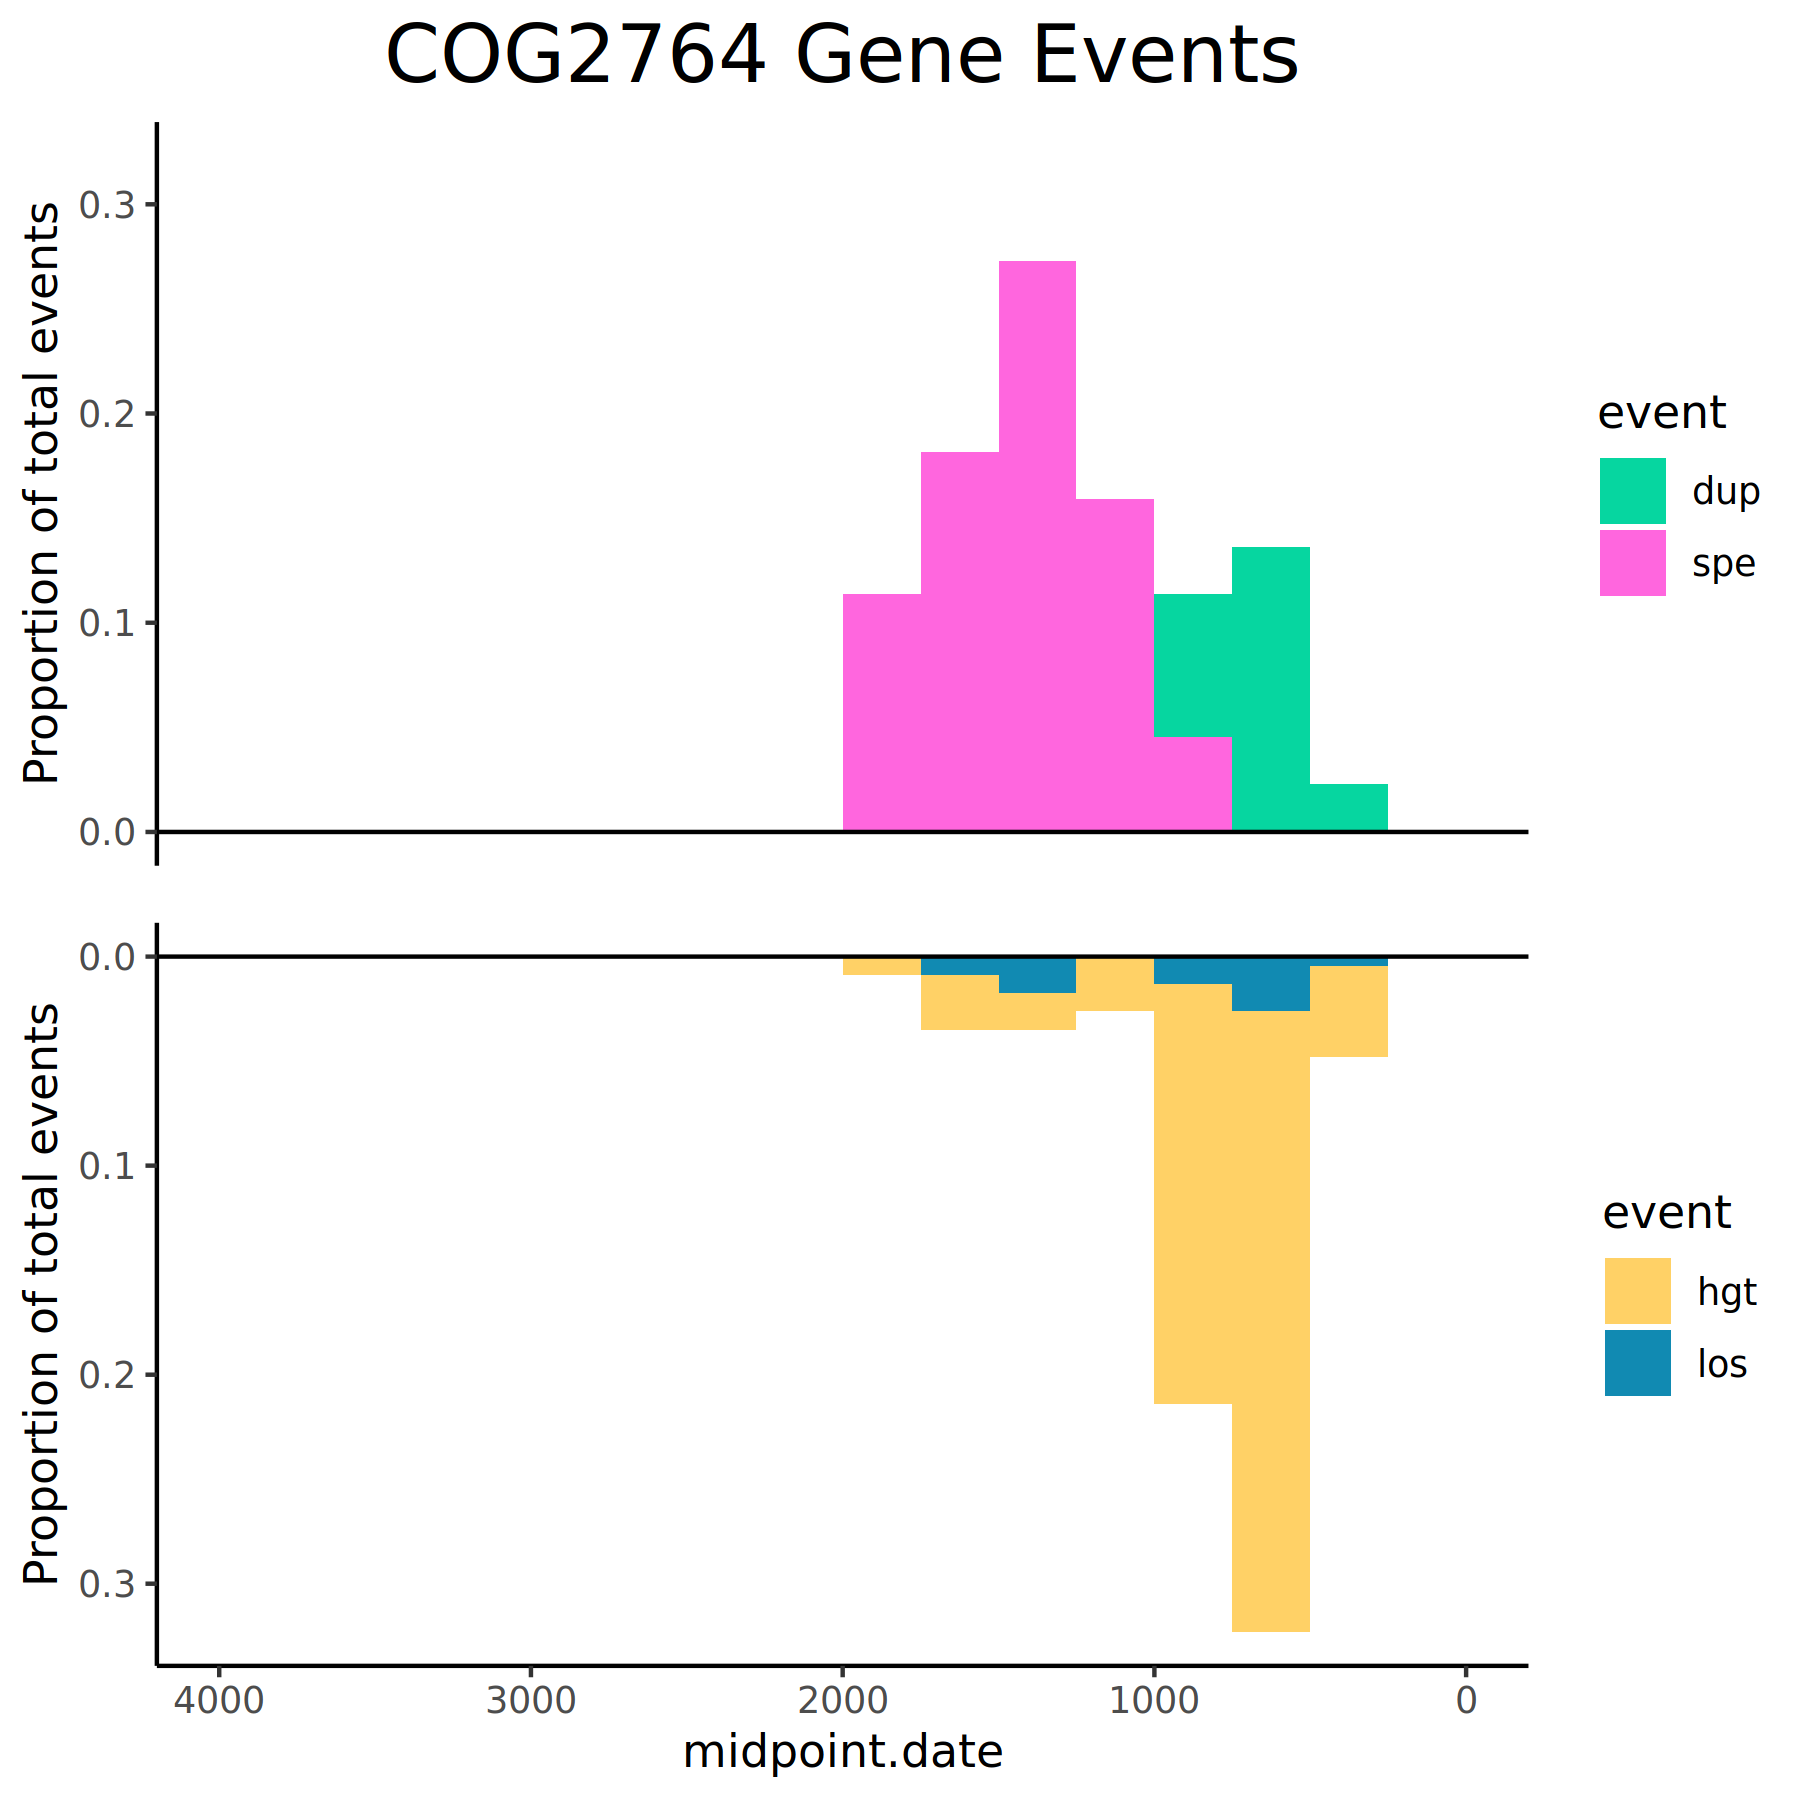 COG2764 Gene Events
Proportion of total events
0.3
0.2
0.1
0.0
event
dup
spe
Proportion of total events
0.0
0.1
0.2
0.3
event
hgt
los
4000 3000 2000 1000 0
midpoint.date